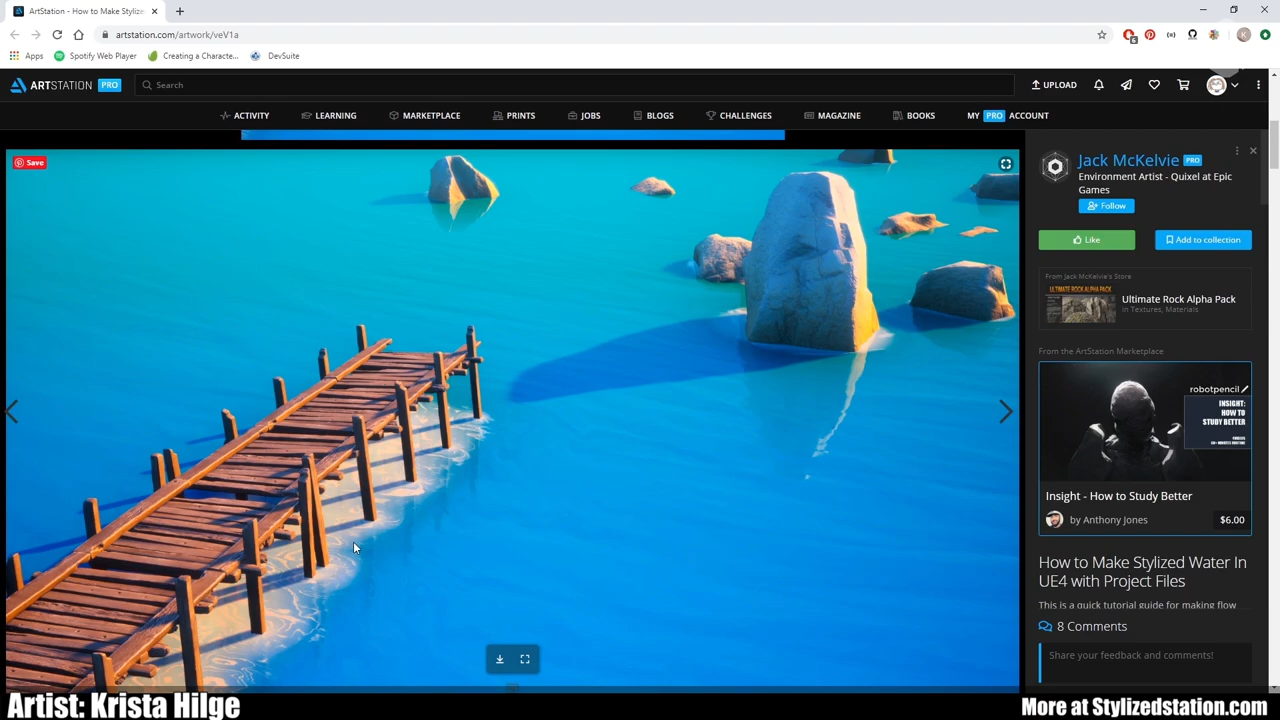 ArtStation - How to Make Stylize
artstation.com/artwork/veV1a
Apps
Spotify Web Player
Creating a Characte...
DevSuite
ARTSTATION PRO
Search
UPLOAD
ACTIVITY
LEARNING
MARKETPLACE
PRINTS
JOBS
BLOGS
CHALLENGES
MAGAZINE
BOOKS
MY PRO ACCOUNT
Save
Jack McKelvie PRO
Environment Artist - Quixel at Epic
Games
Follow
Like
Add to collection
From Jack McKelvie's Store
ULTIMATE ROCK ALPHA PACK
Ultimate Rock Alpha Pack
in Textures, Materials
From the ArtStation Marketplace
robotpencil
INSIGHT:
HOW TO
STUDY BETTER
Insight - How to Study Better
by Anthony Jones
$6.00
How to Make Stylized Water In
UE4 with Project Files
This is a quick tutorial guide for making flow
8 Comments
Share your feedback and comments!
Artist: Krista Hilge
More at Stylizedstation.com